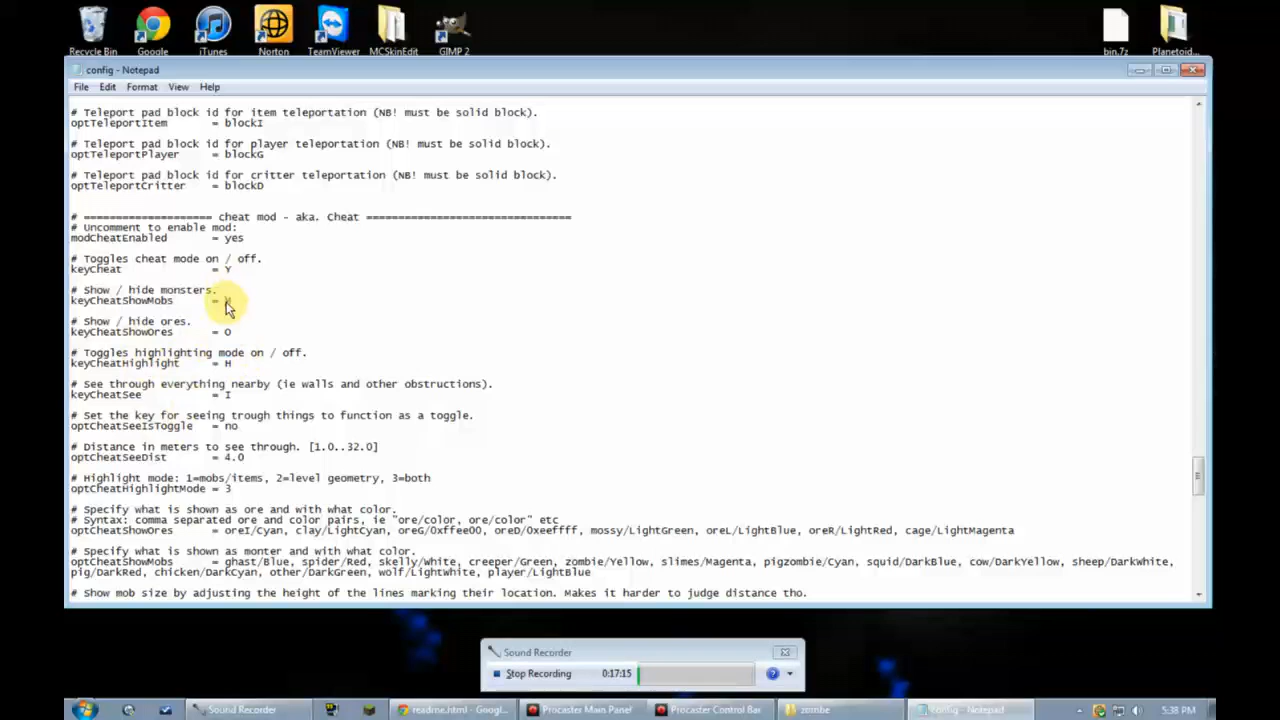 Recycle Bin
Google
iTunes
Norton
TeamViewer
MCSkinEdit
GIMP 2
bin.7z
Planetoid...
config - Notepad
File Edit Format View Help
# Teleport pad block id for item teleportation (NB! must be solid block).
optTeleportItem = blockI
# Teleport pad block id for player teleportation (NB! must be solid block).
optTeleportPlayer = blockG
# Teleport pad block id for critter teleportation (NB! must be solid block).
optTeleportCritter = blockD
# ==================== cheat mod - aka. Cheat ================================
# Uncomment to enable mod:
modCheatEnabled = yes
# Toggles cheat mode on / off.
keyCheat = Y
# Show / hide monsters.
keyCheatShowMobs =
# Show / hide ores.
keyCheatShowOres = O
# Toggles highlighting mode on / off.
keyCheatHighlight = H
# See through everything nearby (ie walls and other obstructions).
keyCheatSee = I
# Set the key for seeing trough things to function as a toggle.
optCheatSeeIsToggle = no
# Distance in meters to see through. [1.0..32.0]
optCheatSeeDist = 4.0
# Highlight mode: 1=mobs/items, 2=level geometry, 3=both
optCheatHighlightMode = 3
# Specify what is shown as ore and with what color.
# Syntax: comma separated ore and color pairs, ie "ore/color, ore/color" etc
optCheatShowOres = oreI/Cyan, clay/LightCyan, oreG/0xffee00, oreD/0xeeffff, mossy/LightGreen, oreL/LightBlue, oreR/LightRed, cage/LightMagenta
# Specify what is shown as monter and with what color.
optCheatShowMobs = ghast/Blue, spider/Red, skelly/White, creeper/Green, zombie/Yellow, slimes/Magenta, pigzombie/Cyan, squid/DarkBlue, cow/DarkYellow, sheep/DarkWhite,
pig/DarkRed, chicken/DarkCyan, other/DarkGreen, wolf/LightWhite, player/LightBlue
# Show mob size by adjusting the height of the lines marking their location. Makes it harder to judge distance tho.
Sound Recorder
Stop Recording 0:17:15
Sound Recorder
readme.html - Googl...
Procaster Main Panel
Procaster Control Bar
zombe
config - Notepad
5:38 PM